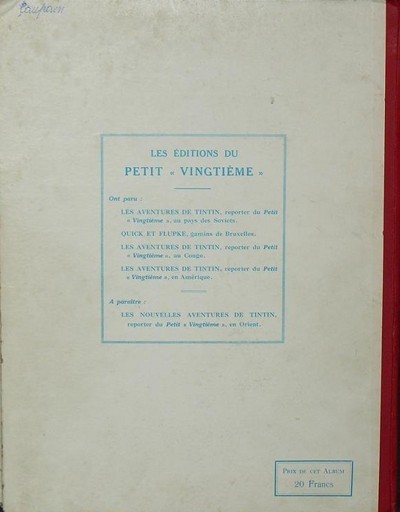 LES ÉDITIONS DU
PETIT « VINGTIÈME »
Ont paru :
LES AVENTURES DE TINTIN, reporter du Petit
« Vingtième », au pays des Soviets.
QUICK ET FLUPKE, gamins de Bruxelles.
LES AVENTURES DE TINTIN, reporter du Petit
« Vingtième », au Congo.
LES AVENTURES DE TINTIN, reporter du Petit
« Vingtième », en Amérique.
A paraître :
LES NOUVELLES AVENTURES DE TINTIN,
reporter du Petit « Vingtième », en Orient.
PRIX DE CET ALBUM
20 Francs